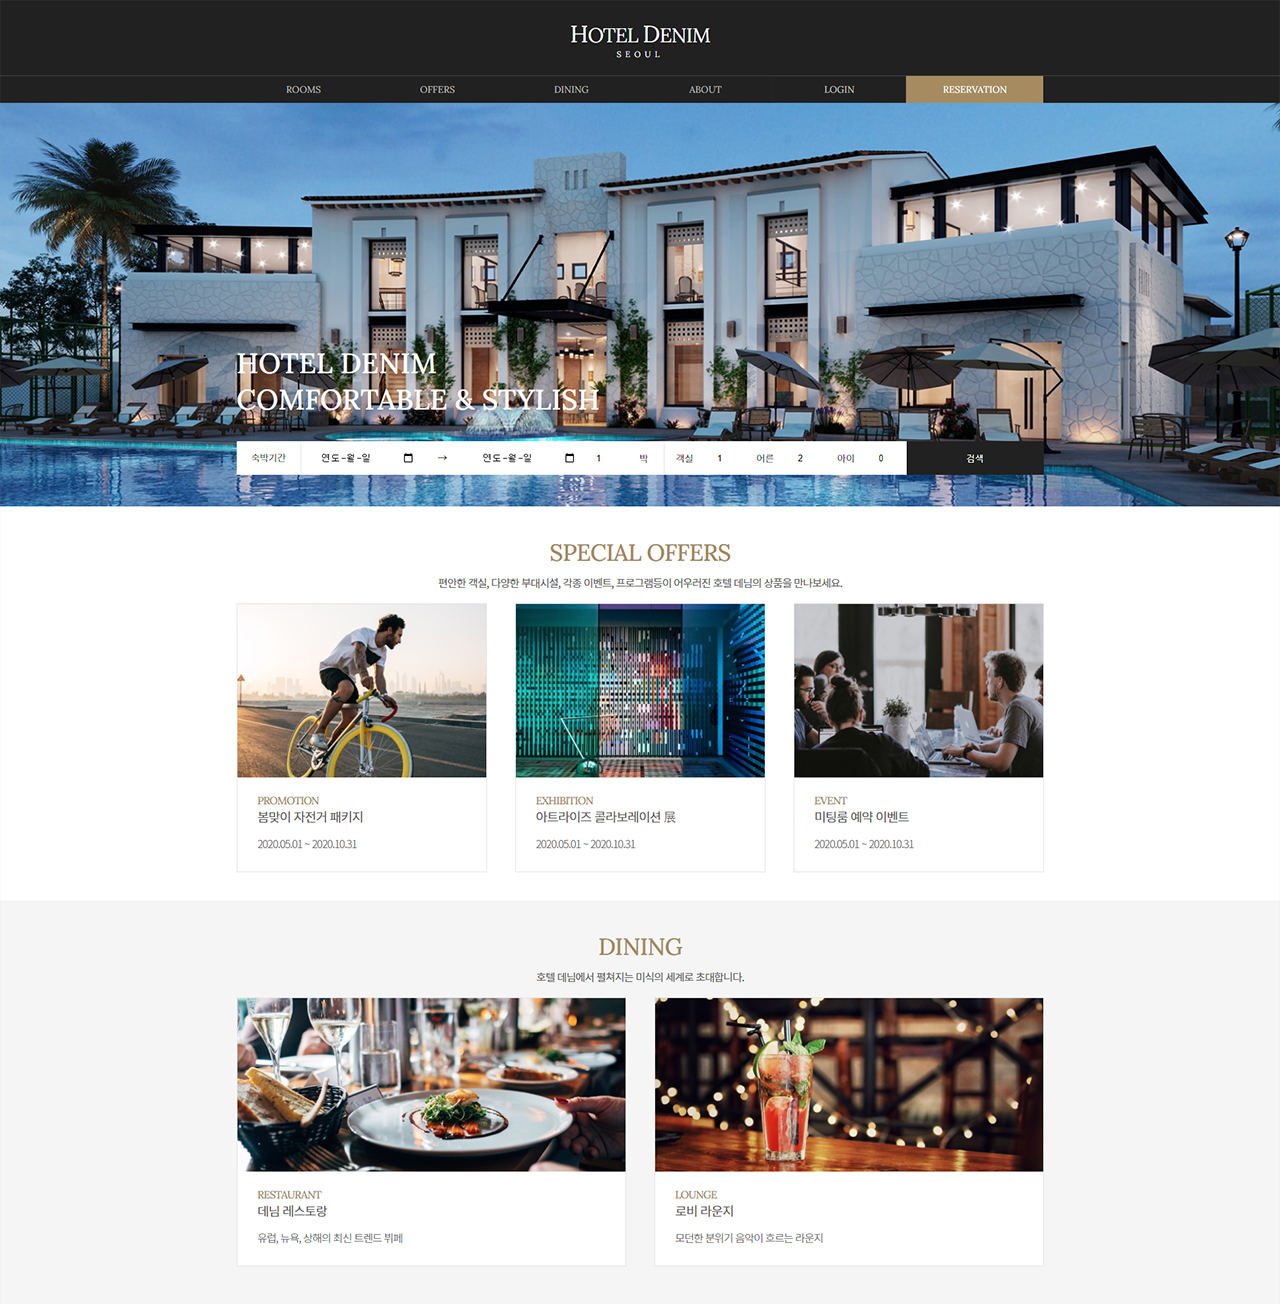 HOTEL DENIM
SEOUL
ROOMS OFFERS DINING ABOUT LOGIN RESERVATION
HOTEL DENIM
COMFORTABLE & STYLISH
숙박기간 연도-월-일 → 연도-월-일 1 박 객실 1 어른 2 아이 0 검색
SPECIAL OFFERS
편안한 객실, 다양한 부대시설, 각종 이벤트, 프로그램등이 어우러진 호텔 데님의 상품을 만나보세요.
PROMOTION
봄맞이 자전거 패키지
2020.05.01 ~ 2020.10.31
EXHIBITION
아트라이즈 콜라보레이션 展
2020.05.01 ~ 2020.10.31
EVENT
미팅룸 예약 이벤트
2020.05.01 ~ 2020.10.31
DINING
호텔 데님에서 펼쳐지는 미식의 세계로 초대합니다.
RESTAURANT
데님 레스토랑
유럽, 뉴욕, 상해의 최신 트렌드 뷔페
LOUNGE
로비 라운지
모던한 분위기 음악이 흐르는 라운지